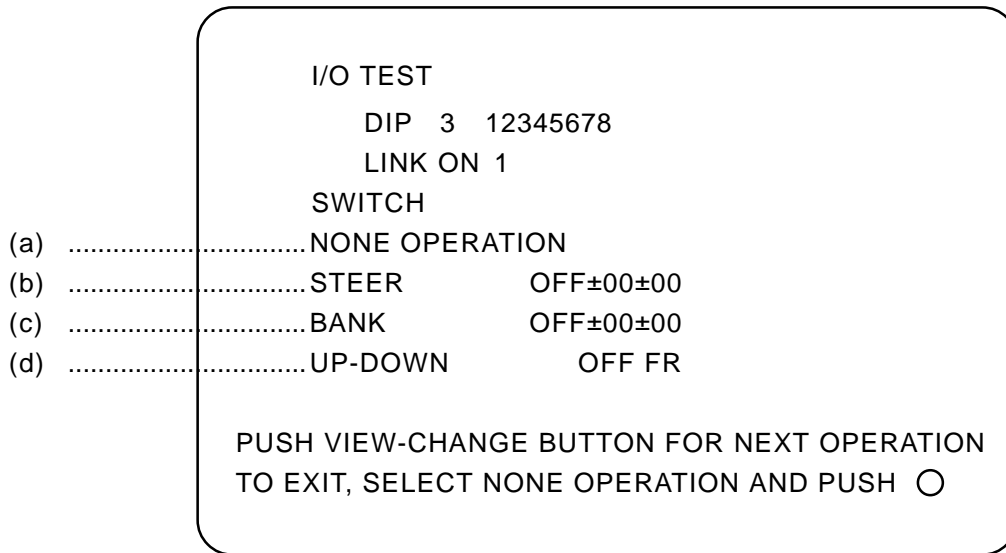 I/O TEST
DIP 3 12345678
LINK ON 1
SWITCH
(a) ................................NONE OPERATION
(b) ................................STEER OFF±00±00
(c) ................................BANK OFF±00±00
(d) ................................UP-DOWN OFF FR
PUSH VIEW-CHANGE BUTTON FOR NEXT OPERATION
TO EXIT, SELECT NONE OPERATION AND PUSH ○